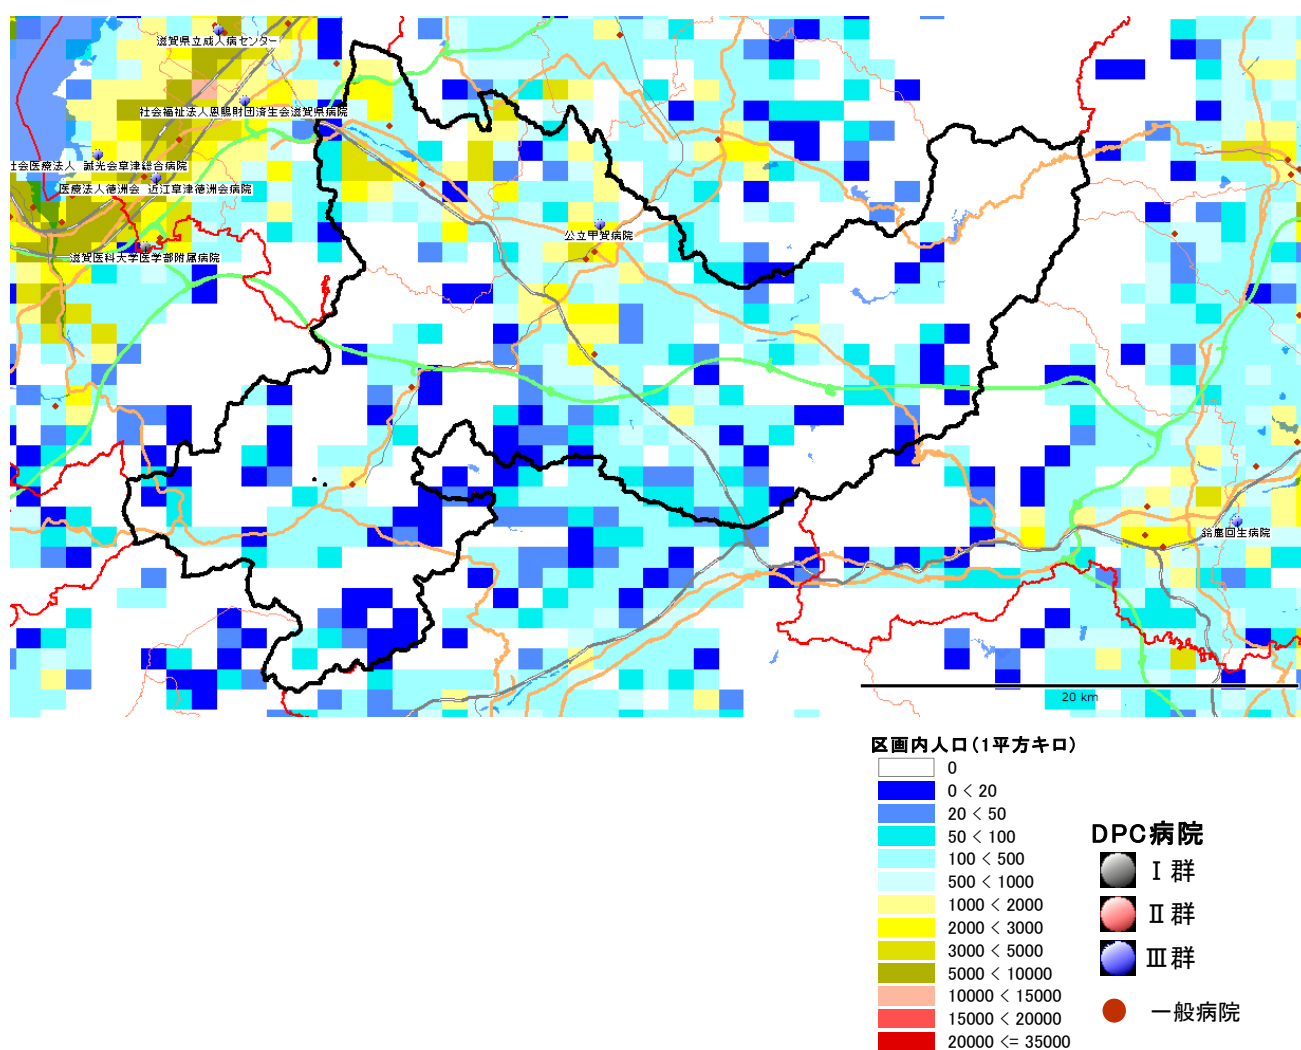 滋賀県立成人病センター
社会福祉法人恩賜財団済生会滋賀県病院
社会医療法人 誠光会草津総合病院
医療法人徳洲会 近江草津徳洲会病院
公立甲賀病院
滋賀医科大学医学部附属病院
鈴鹿回生病院
20 km
区画内人口(1平方キロ)
0
0 < 20
20 < 50
50 < 100
100 < 500
500 < 1000
1000 < 2000
2000 < 3000
3000 < 5000
5000 < 10000
10000 < 15000
15000 < 20000
20000 <= 35000
DPC病院
Ⅰ群
Ⅱ群
Ⅲ群
一般病院